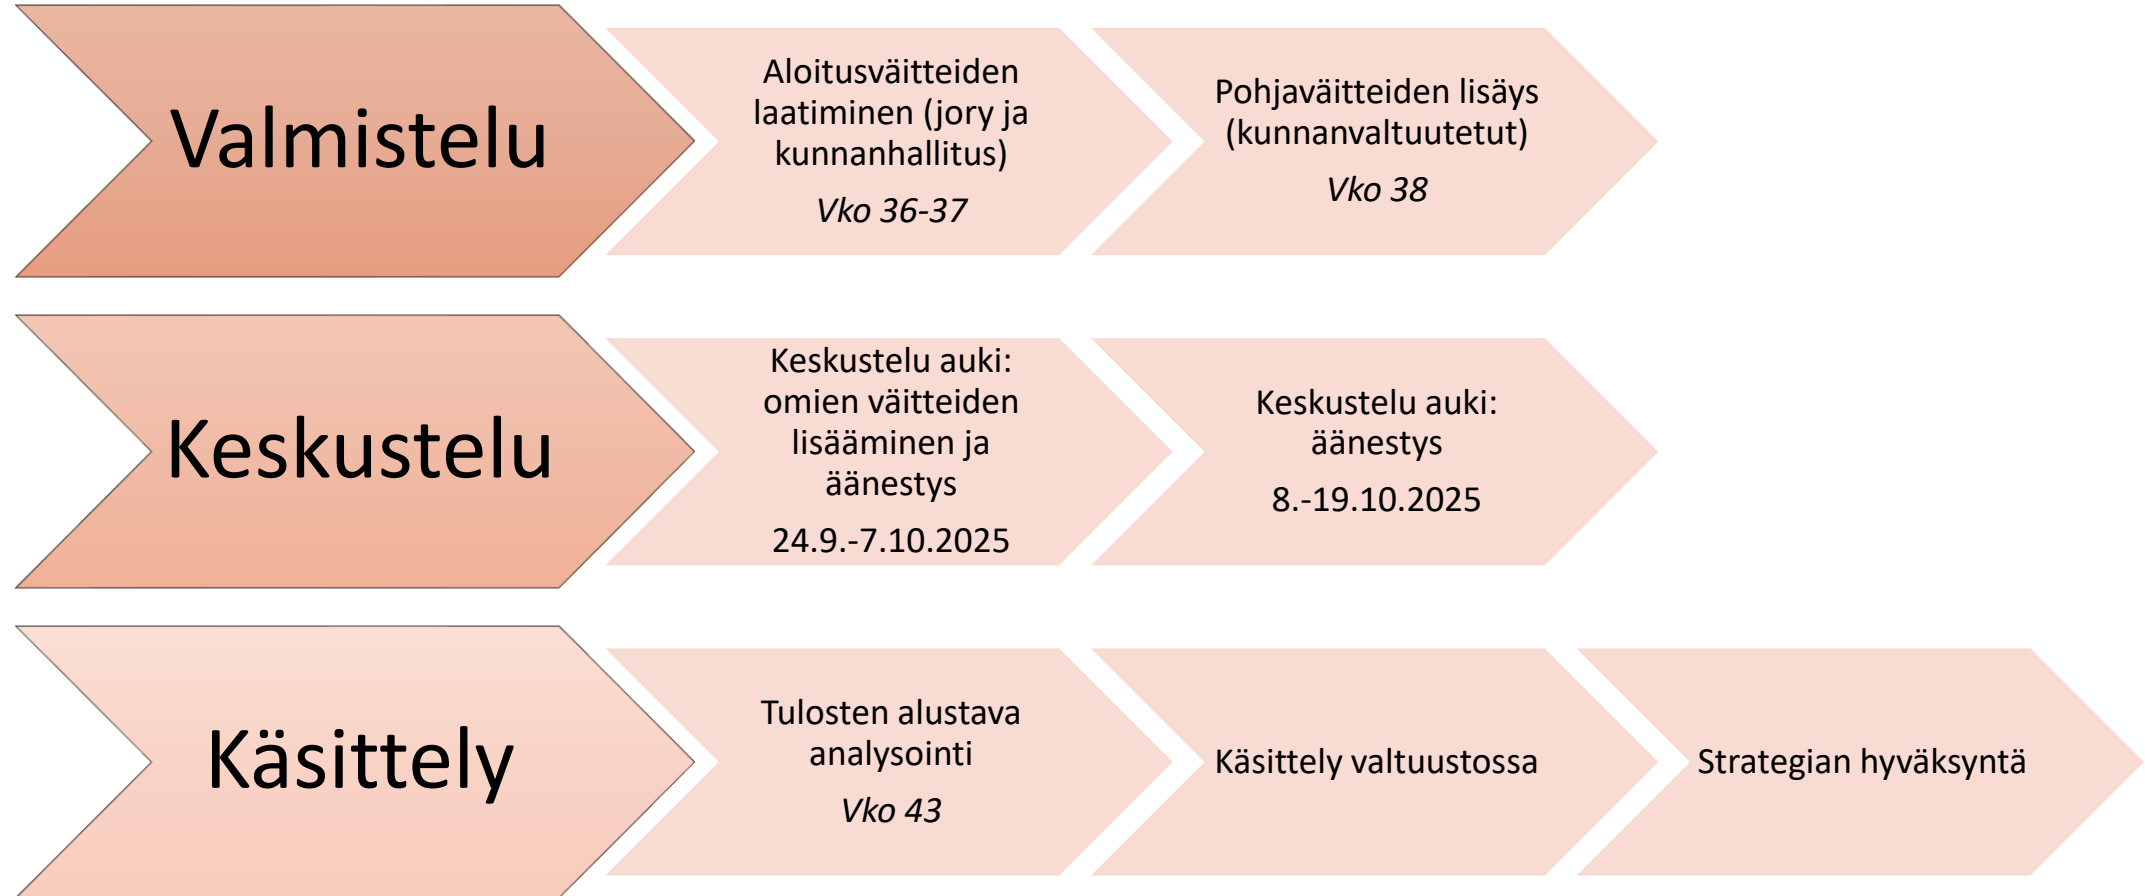 Valmistelu
Aloitusväitteiden
laatiminen (jory ja
kunnanhallitus)
Vko 36-37
Pohjaväitteiden lisäys
(kunnanvaltuutetut)
Vko 38
Keskustelu
Keskustelu auki:
omien väitteiden
lisääminen ja
äänestys
24.9.-7.10.2025
Keskustelu auki:
äänestys
8.-19.10.2025
Käsittely
Tulosten alustava
analysointi
Vko 43
Käsittely valtuustossa
Strategian hyväksyntä